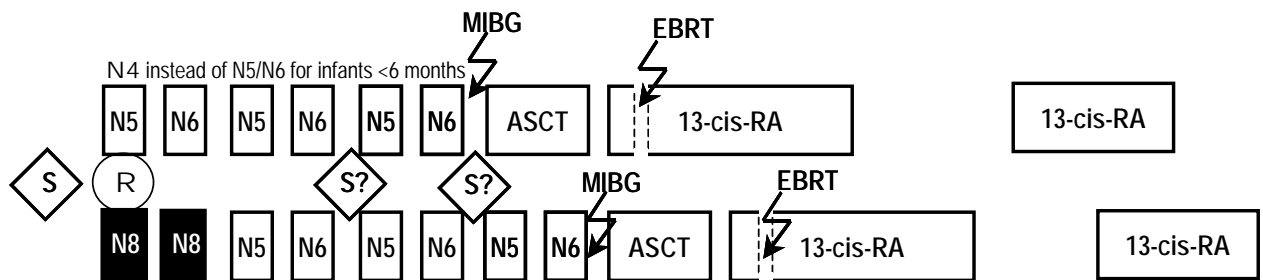 MIBG EBRT
N4 instead of N5/N6 for infants <6 months
N5 N6 N5 N6 N5 N6 ASCT 13-cis-RA 13-cis-RA
S R S? S? MIBG EBRT
N8 N8 N5 N6 N5 N6 N5 N6 ASCT 13-cis-RA 13-cis-RA